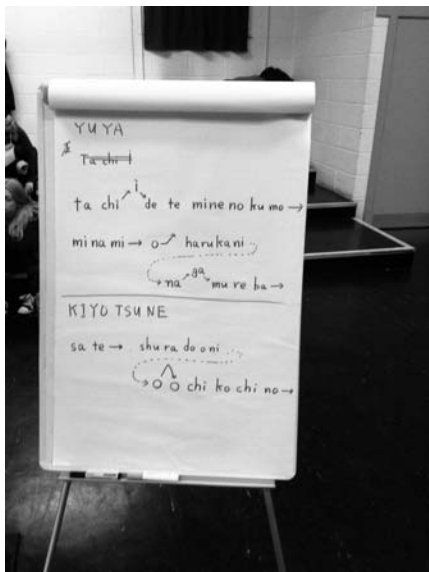 YUYA
Ta chi i
i
ta chi de te mine no ku mo →
mi na mi → o harukani
ga
na mu re ba →
KIYOTSUNE
sa te → shu ra do o ni
o o chi ko chi no →